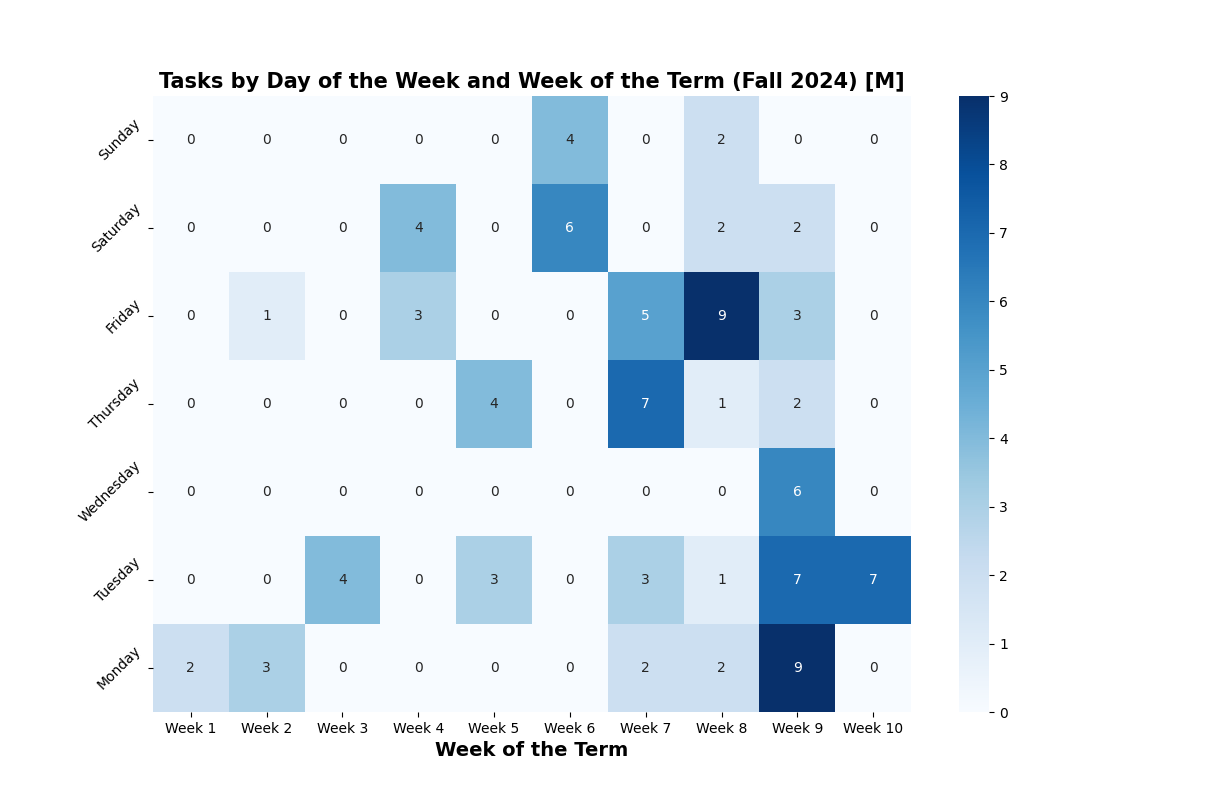 Tasks by Day of the Week and Week of the Term (Fall 2024) [M]
Sunday 0 0 0 0 0 4 0 2 0 0
Saturday 0 0 0 4 0 6 0 2 2 0
Friday 0 1 0 3 0 0 5 9 3 0
Thursday 0 0 0 0 4 0 7 1 2 0
Wednesday 0 0 0 0 0 0 0 0 6 0
Tuesday 0 0 4 0 3 0 3 1 7 7
Monday 2 3 0 0 0 0 2 2 9 0
Week 1 Week 2 Week 3 Week 4 Week 5 Week 6 Week 7 Week 8 Week 9 Week 10
Week of the Term
9
8
7
6
5
4
3
2
1
0